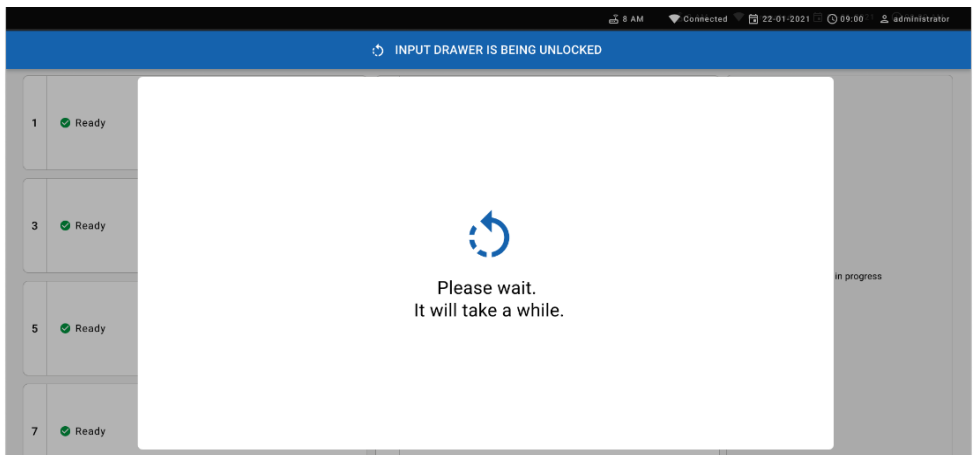 8 AM Connected 22-01-2021 09:00 administrator
INPUT DRAWER IS BEING UNLOCKED
1 Ready
3 Ready
in progress
Please wait.
It will take a while.
5 Ready
7 Ready